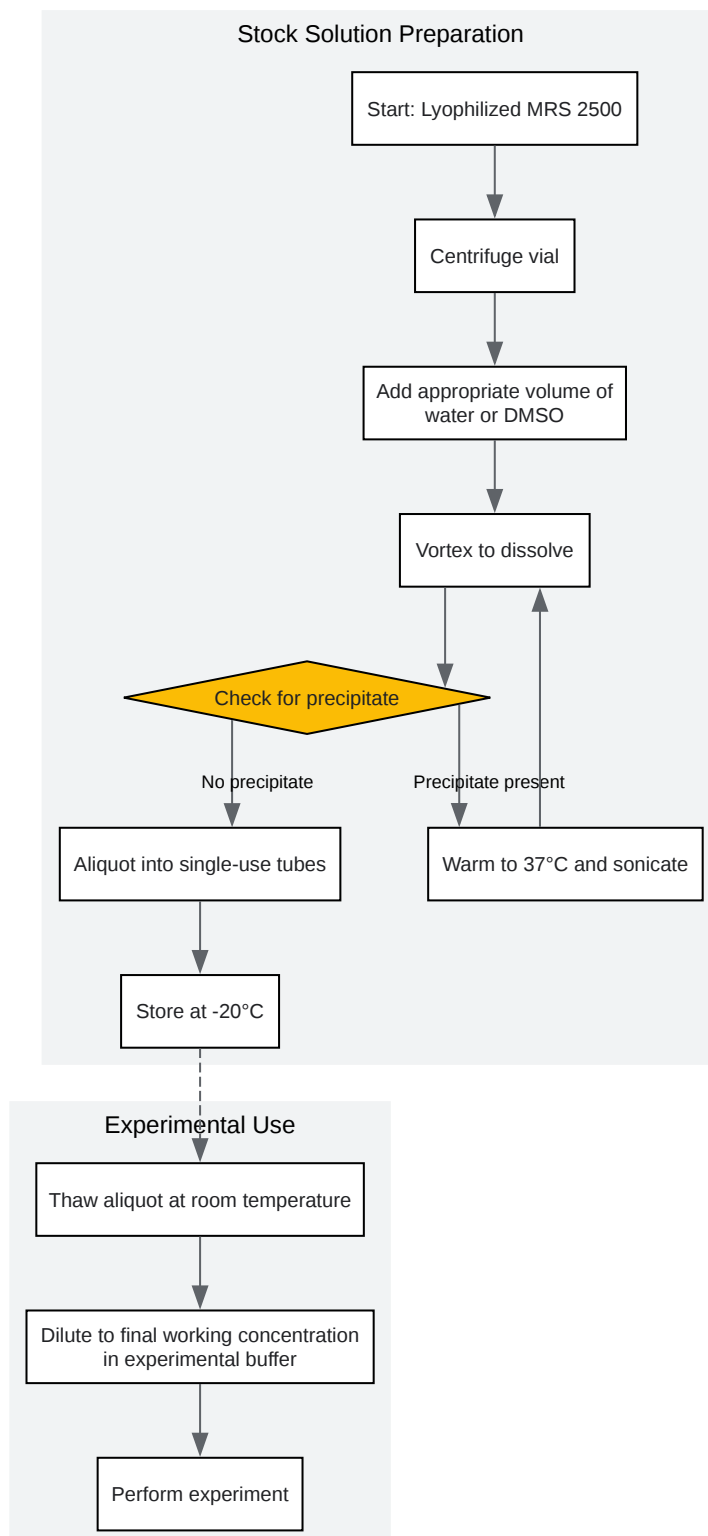 Stock Solution Preparation
Start: Lyophilized MRS 2500
Centrifuge vial
Add appropriate volume of
water or DMSO
Vortex to dissolve
Check for precipitate
No precipitate
Precipitate present
Aliquot into single-use tubes
Warm to 37°C and sonicate
Store at -20°C
Experimental Use
Thaw aliquot at room temperature
Dilute to final working concentration
in experimental buffer
Perform experiment